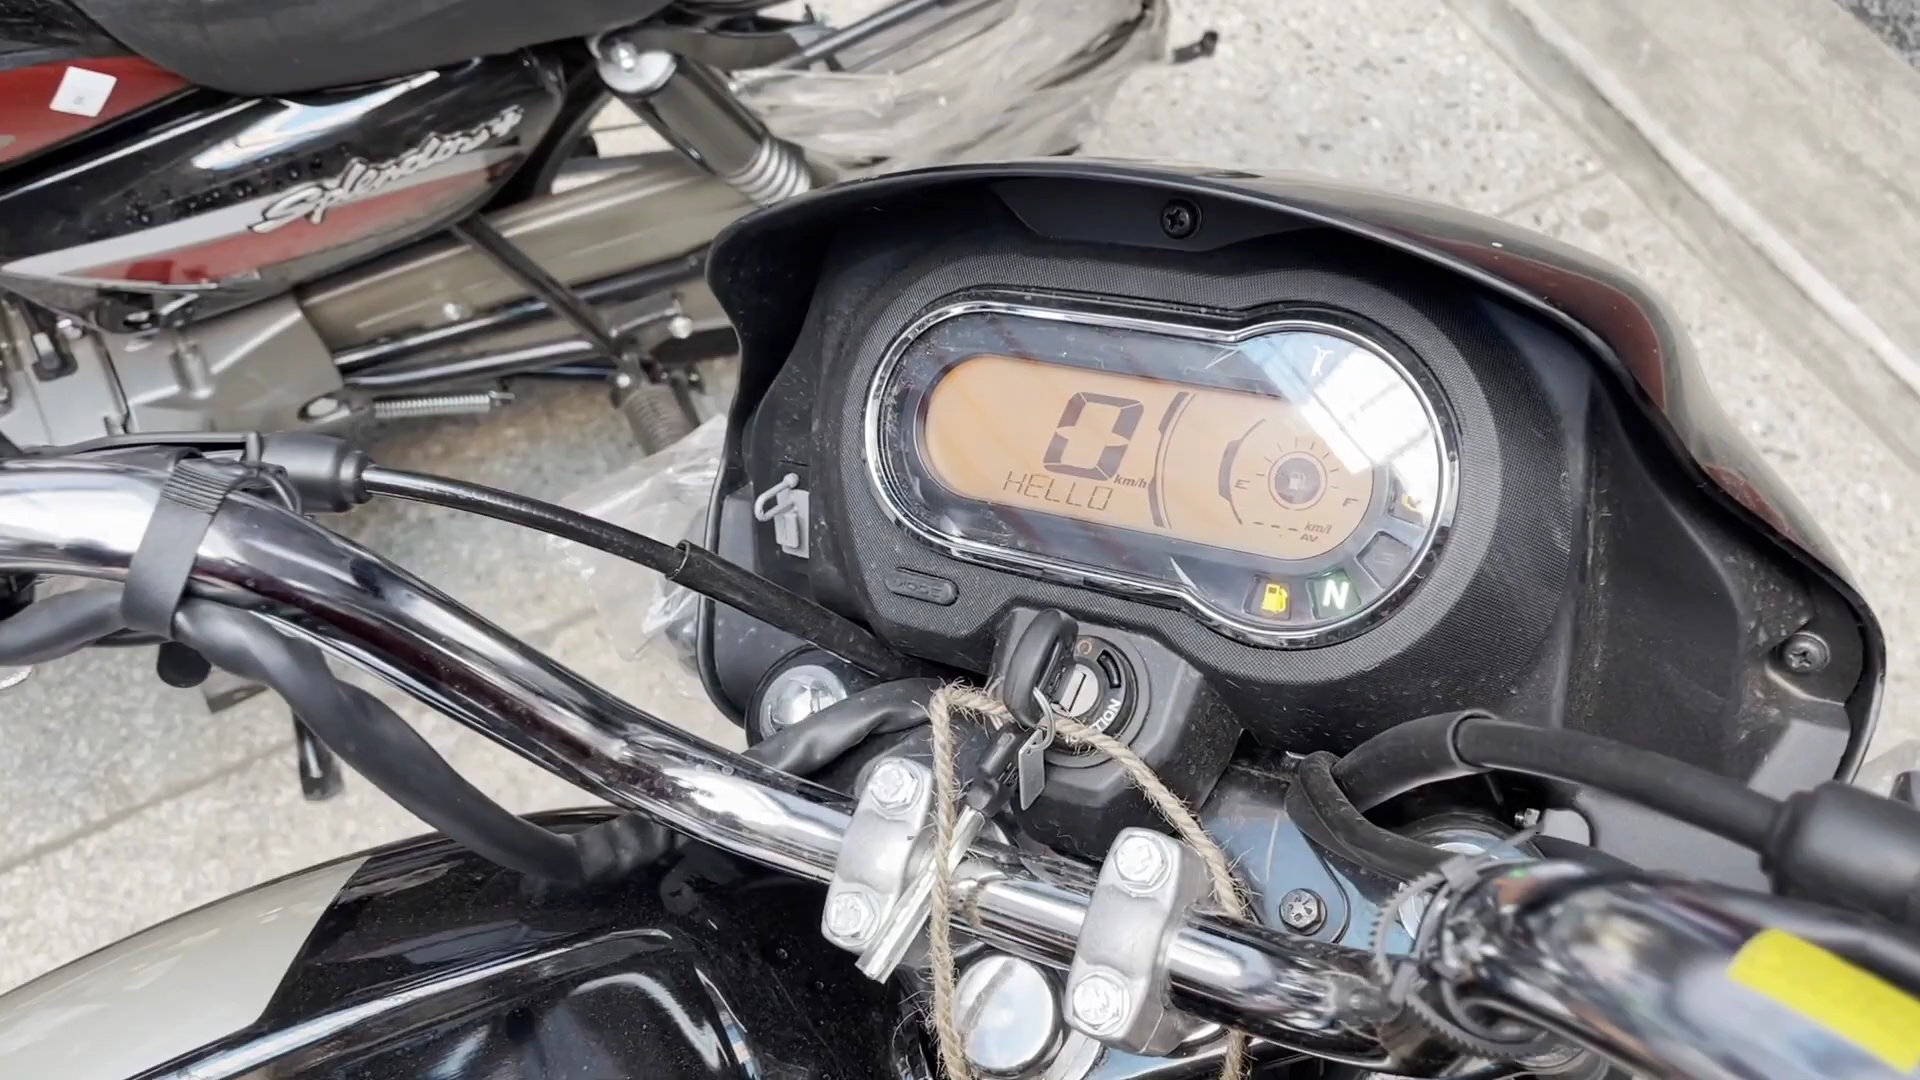 Splendor+
0
km/h
HELLO
E
F
--- km/l
AV
N
MODE
IGNITION